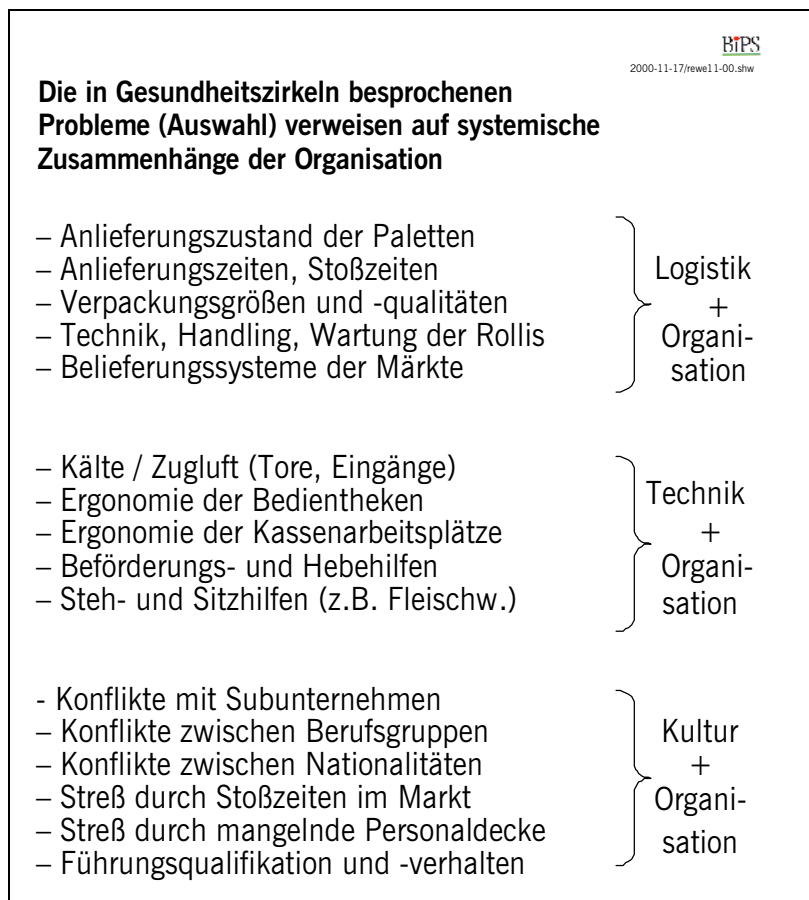 BiPS
2000-11-17/rewe11-00.shw
Die in Gesundheitszirkeln besprochenen
Probleme (Auswahl) verweisen auf systemische
Zusammenhänge der Organisation
– Anlieferungszustand der Paletten
– Anlieferungszeiten, Stoßzeiten
– Verpackungsgrößen und -qualitäten
– Technik, Handling, Wartung der Rollis
– Belieferungssysteme der Märkte
Logistik
+
Organi-
sation
– Kälte / Zugluft (Tore, Eingänge)
– Ergonomie der Bedientheken
– Ergonomie der Kassenarbeitsplätze
– Beförderungs- und Hebehilfen
– Steh- und Sitzhilfen (z.B. Fleischw.)
Technik
+
Organi-
sation
- Konflikte mit Subunternehmen
– Konflikte zwischen Berufsgruppen
– Konflikte zwischen Nationalitäten
– Streß durch Stoßzeiten im Markt
– Streß durch mangelnde Personaldecke
– Führungsqualifikation und -verhalten
Kultur
+
Organi-
sation